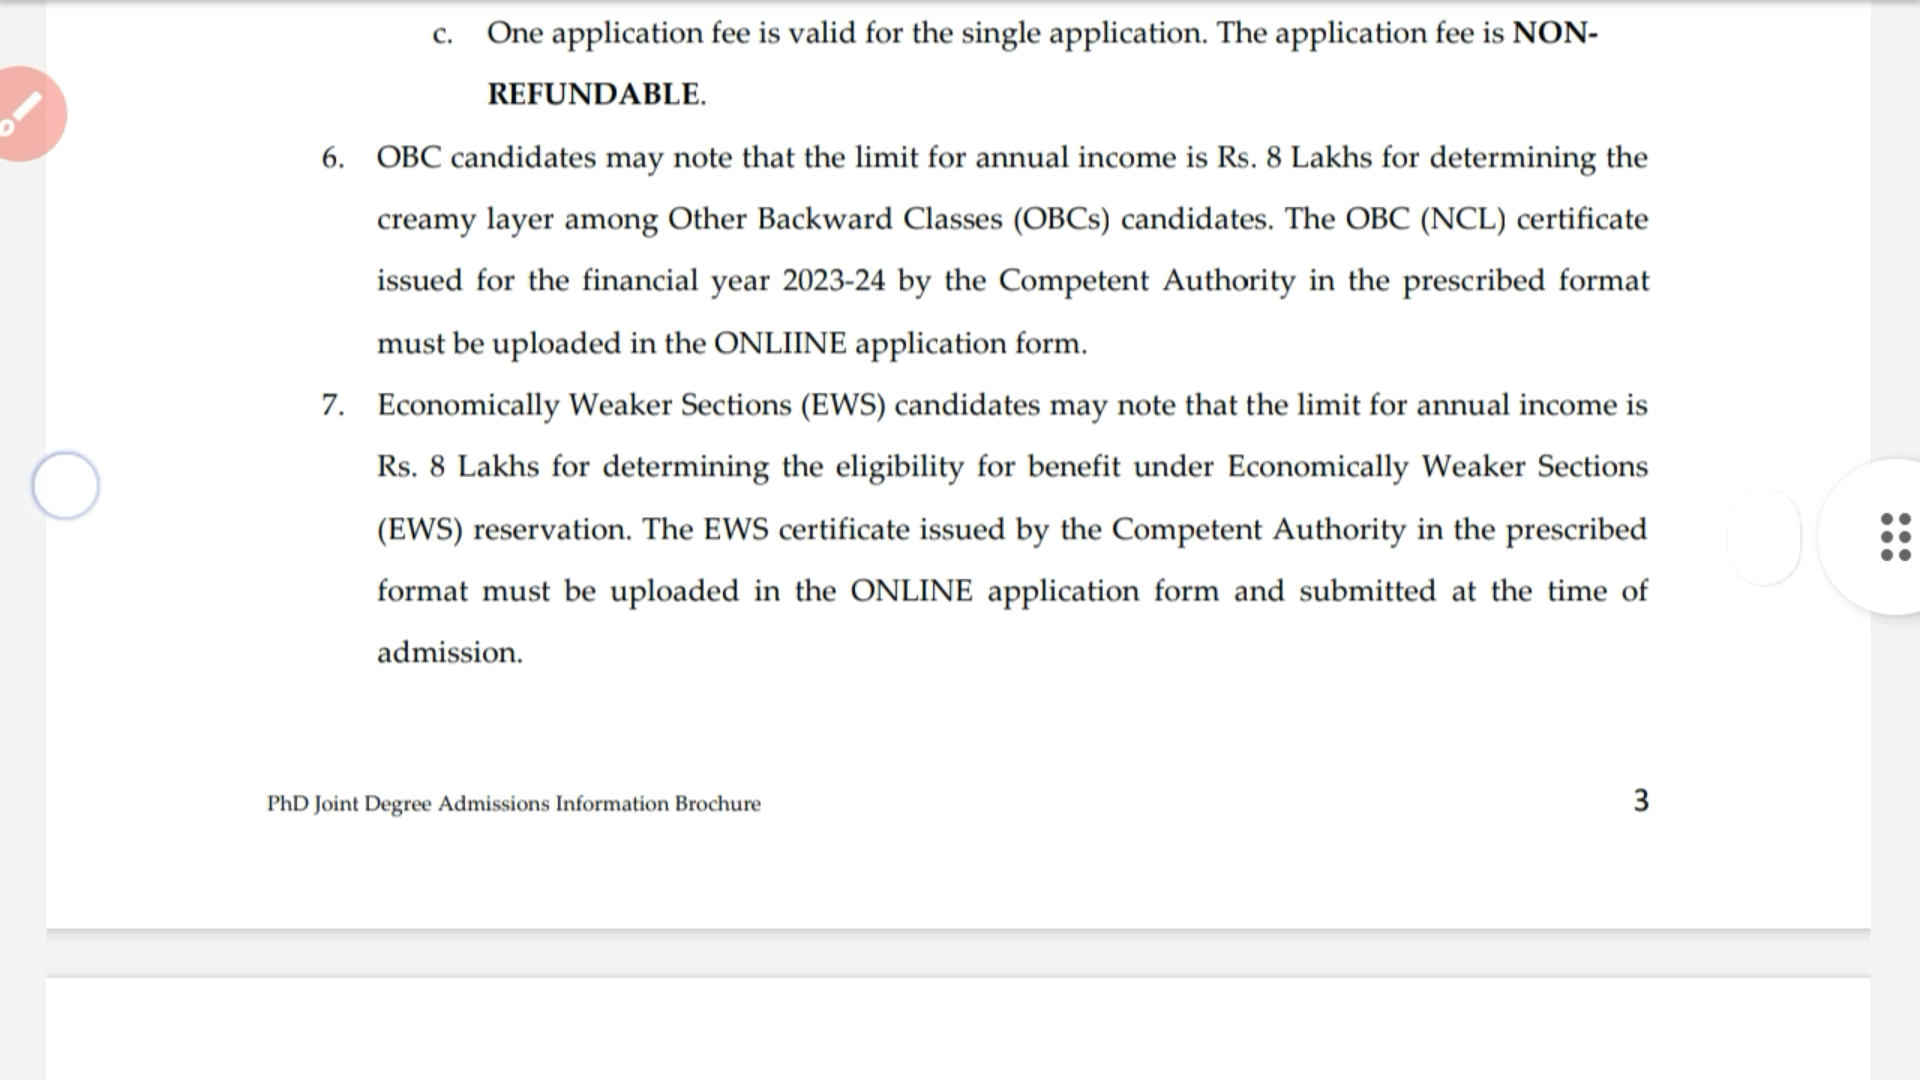 c. One application fee is valid for the single application. The application fee is NON-
REFUNDABLE.
6. OBC candidates may note that the limit for annual income is Rs. 8 Lakhs for determining the
creamy layer among Other Backward Classes (OBCs) candidates. The OBC (NCL) certificate
issued for the financial year 2023-24 by the Competent Authority in the prescribed format
must be uploaded in the ONLIINE application form.
7. Economically Weaker Sections (EWS) candidates may note that the limit for annual income is
Rs. 8 Lakhs for determining the eligibility for benefit under Economically Weaker Sections
(EWS) reservation. The EWS certificate issued by the Competent Authority in the prescribed
format must be uploaded in the ONLINE application form and submitted at the time of
admission.
PhD Joint Degree Admissions Information Brochure 3